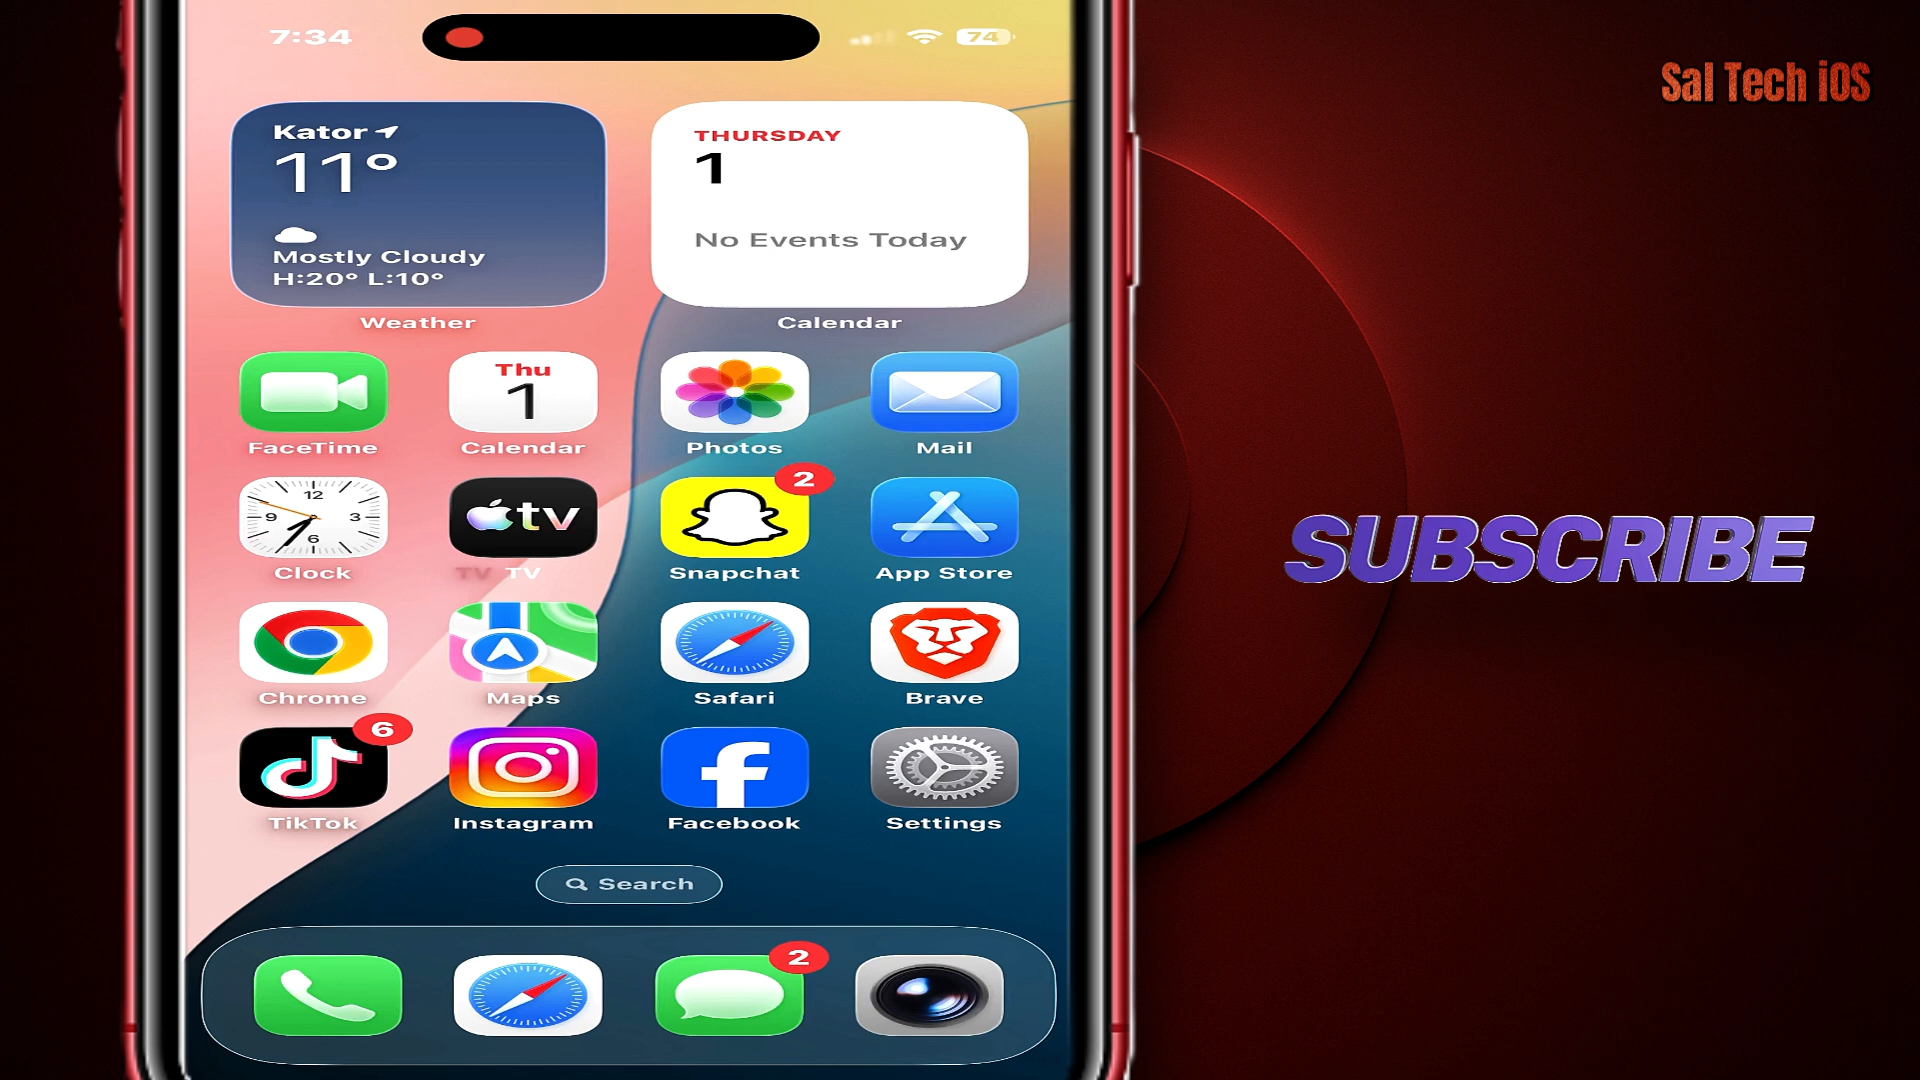 7:34
74
Sal Tech iOS
Kator
11°
Mostly Cloudy
H:20° L:10°
Weather
THURSDAY
1
No Events Today
Calendar
Thu
1
FaceTime
Calendar
Photos
Mail
12
9
3
6
tv
2
Clock
TV TV
Snapchat
App Store
SUBSCRIBE
Chrome
Maps
Safari
Brave
6
TikTok
Instagram
Facebook
Settings
Search
2